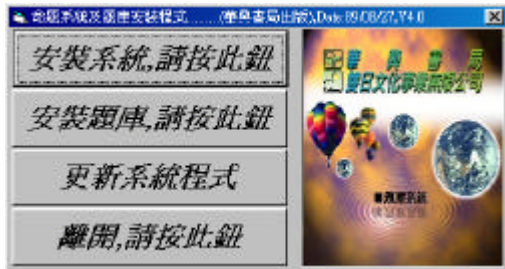 命題系統及題庫安裝程式........(華興書局出版),Date:89/08/27,V4.0
安裝系統,請按此鈕
安裝題庫,請按此鈕
更新系統程式
離開,請按此鈕
華興書局
雙日文化事業有限公司